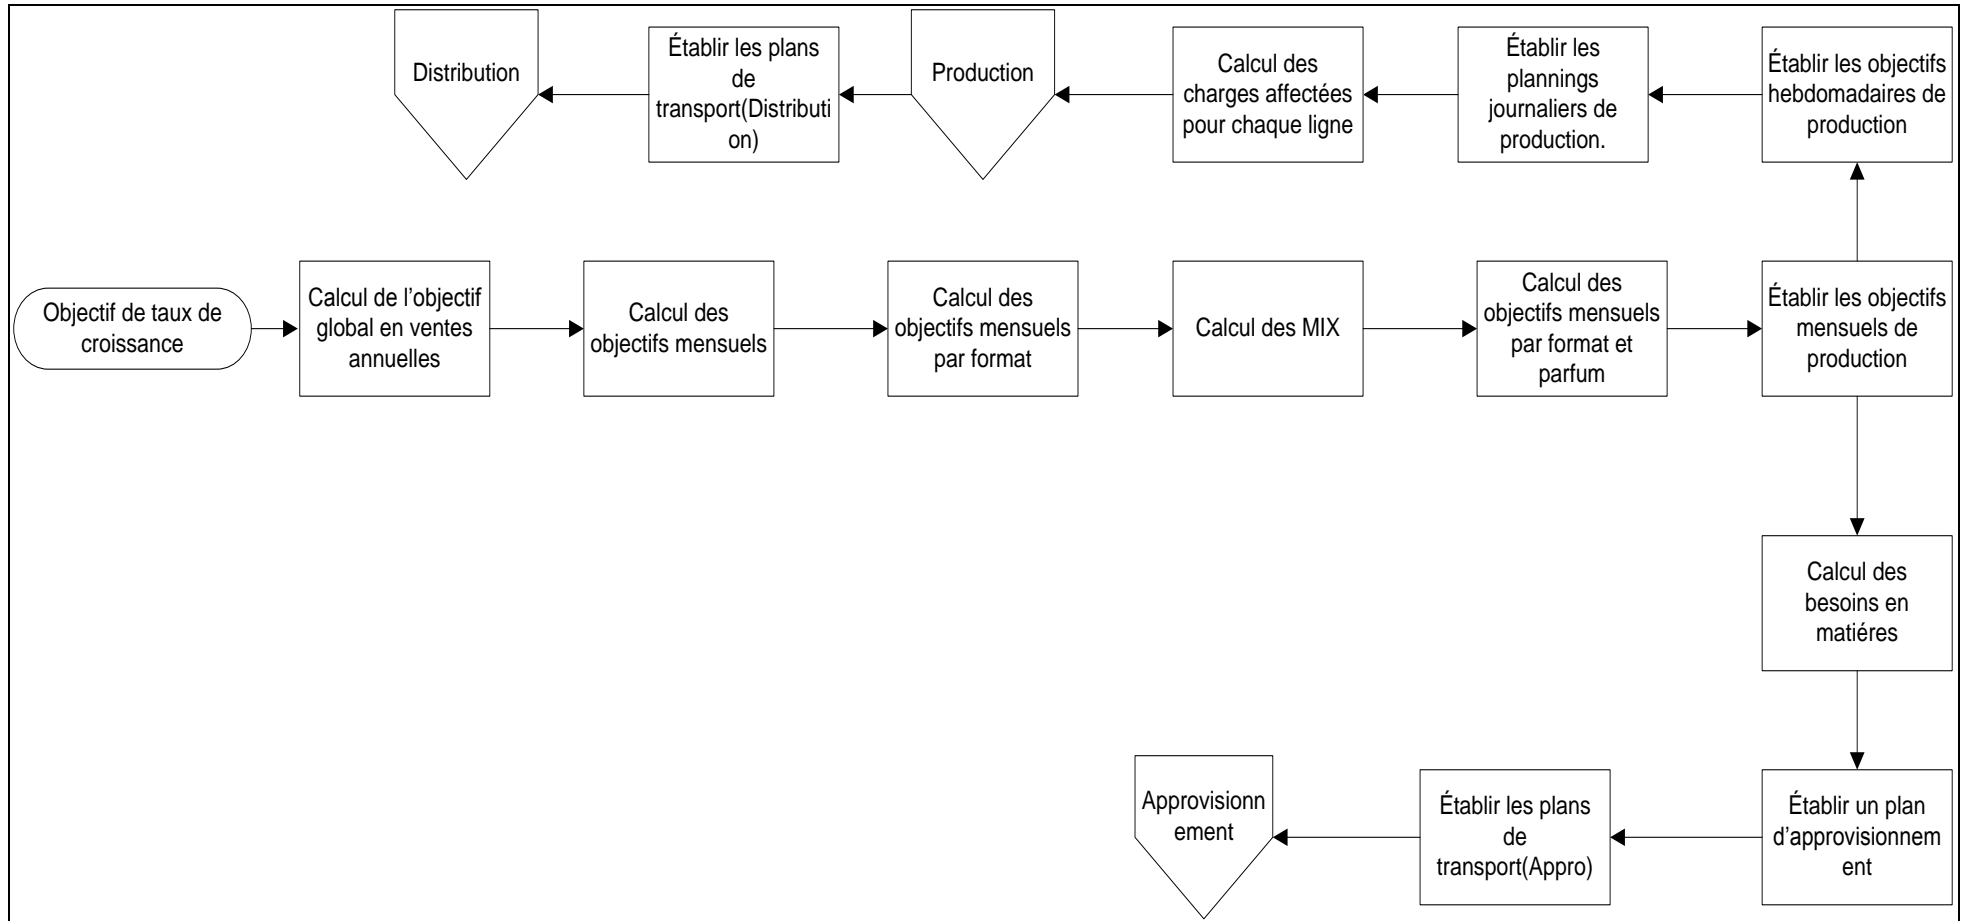 Distribution
Établir les plans
de
transport(Distributi
on)
Production
Calcul des
charges affectées
pour chaque ligne
Établir les
plannings
journaliers de
production.
Établir les objectifs
hebdomadaires de
production
Objectif de taux de
croissance
Calcul de l’objectif
global en ventes
annuelles
Calcul des
objectifs mensuels
Calcul des
objectifs mensuels
par format
Calcul des MIX
Calcul des
objectifs mensuels
par format et
parfum
Établir les objectifs
mensuels de
production
Calcul des
besoins en
matiéres
Approvisionn
ement
Établir les plans
de
transport(Appro)
Établir un plan
d’approvisionnem
ent